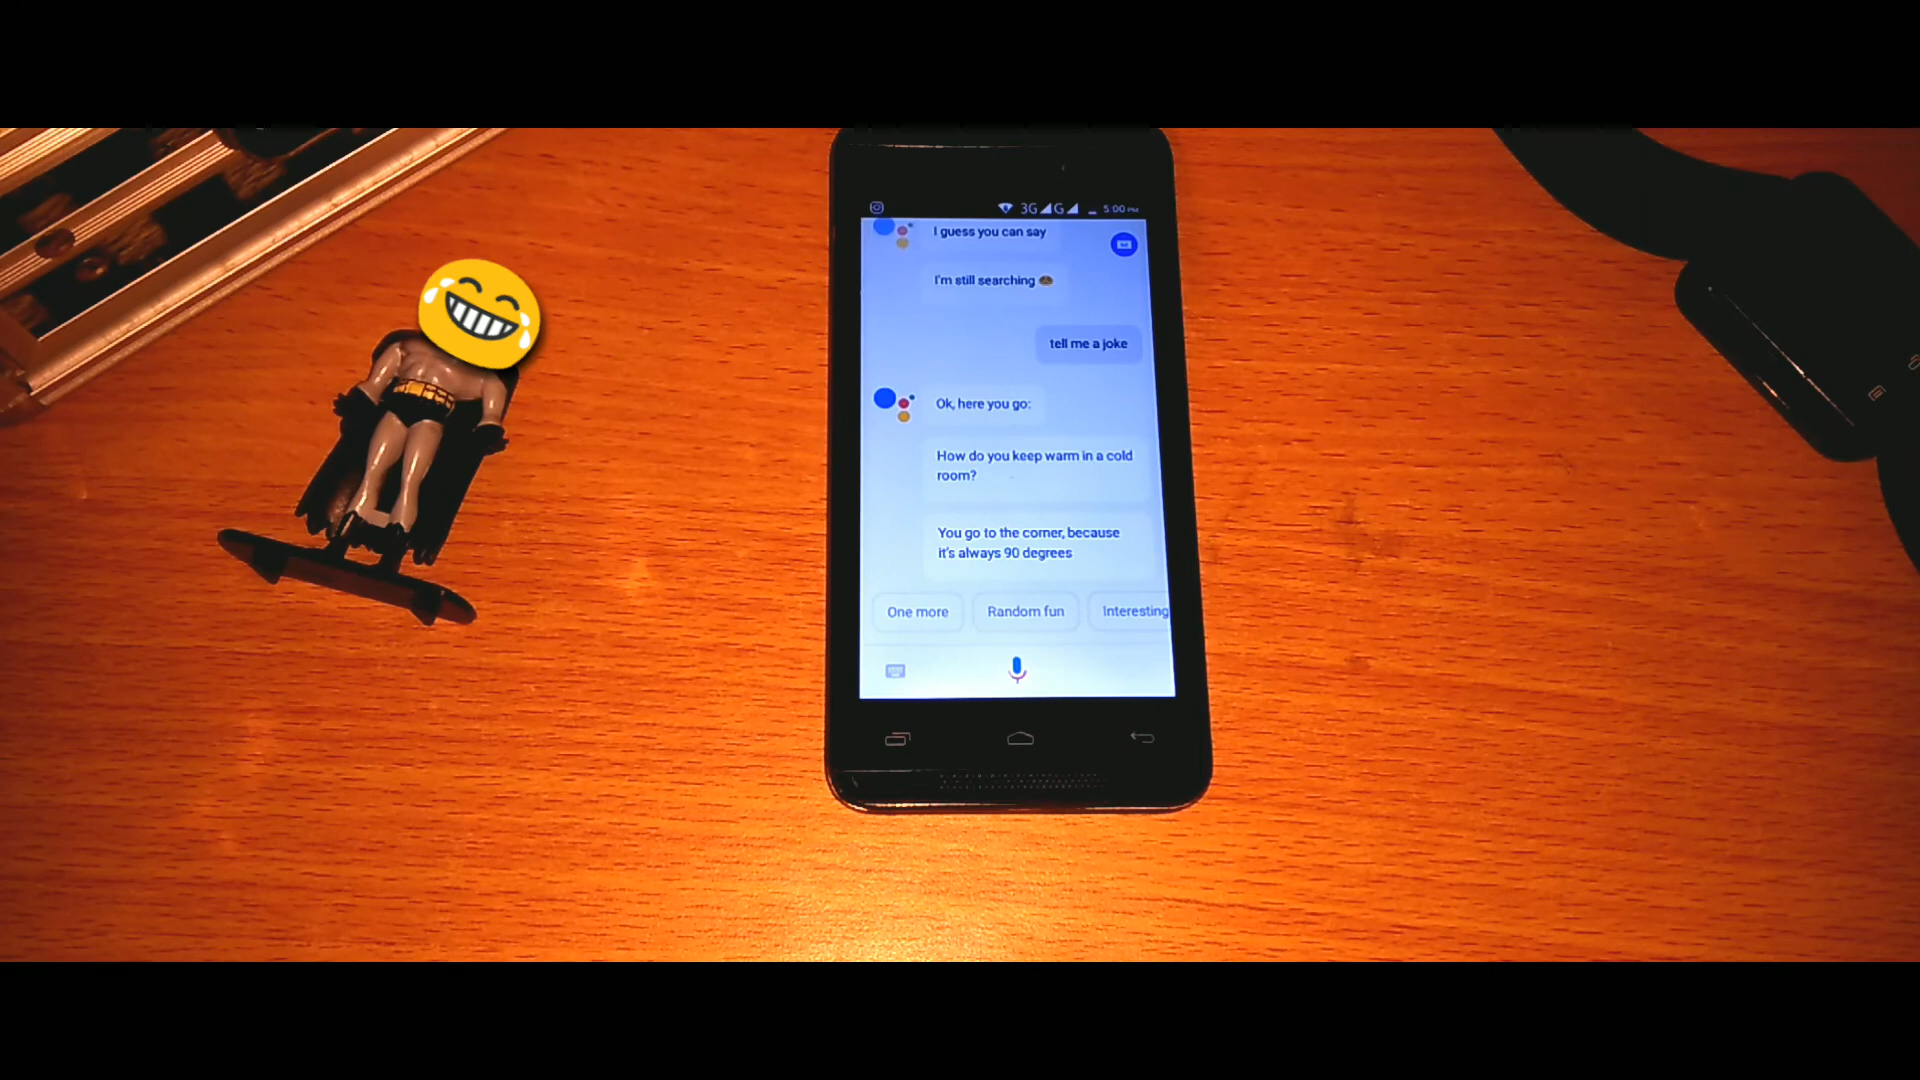 3G G 5:00 PM
I guess you can say
I'm still searching
tell me a joke
Ok, here you go:
How do you keep warm in a cold
room?
You go to the corner, because
it's always 90 degrees
One more Random fun Interesting